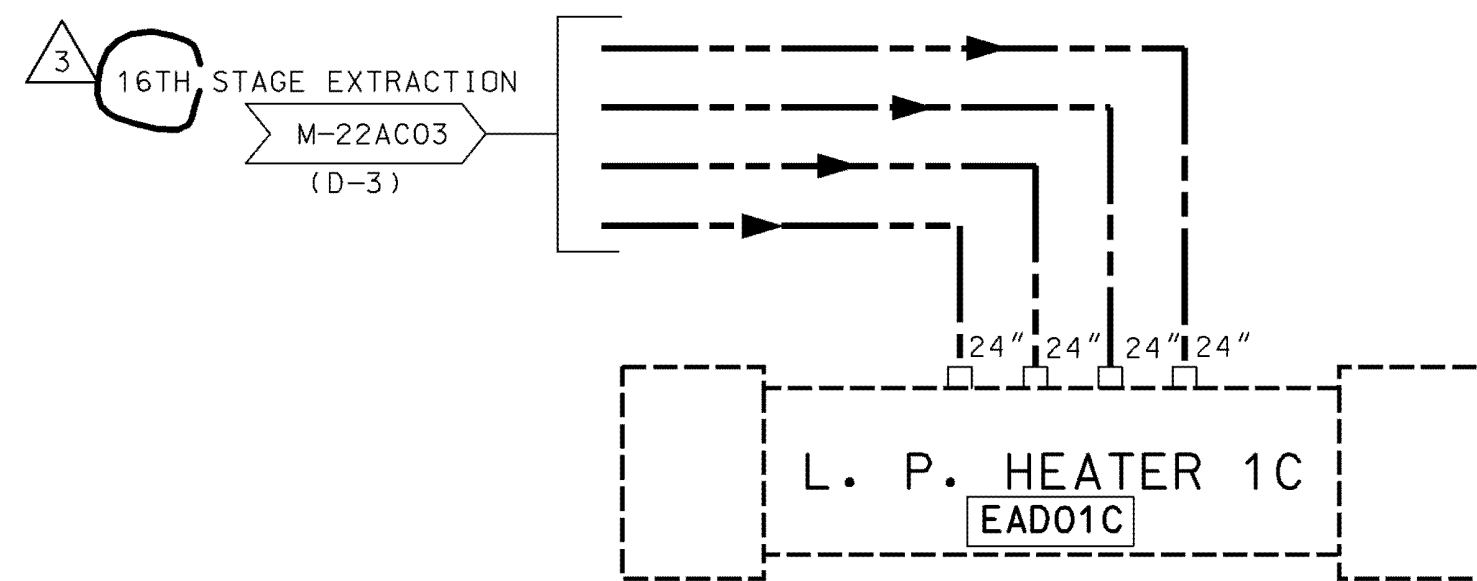 3
16TH STAGE EXTRACTION
M-22AC03
(D-3)
24" 24" 24" 24"
L. P. HEATER 1C
EAD01C